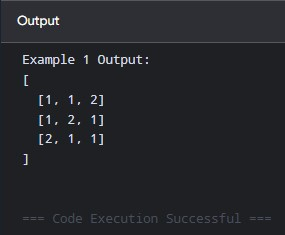 Output
Example 1 Output:
[
[1, 1, 2]
[1, 2, 1]
[2, 1, 1]
]
=== Code Execution Successful ===